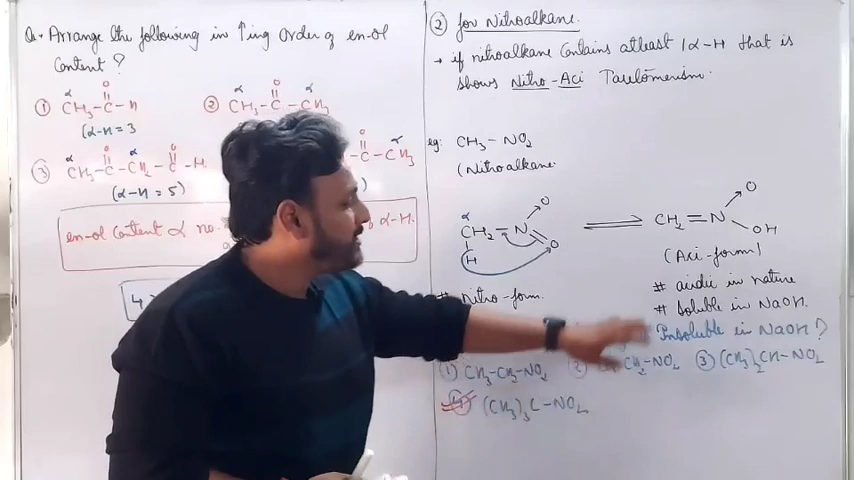 Q. Arrange the following in ↑ing order of en-ol
Content ?
① CH3-C-H
α
O
(α-H = 3
② CH3-C-CH3
α
O
α
③ CH3-C-CH2-C-H
α
O
α
O
(α-H = 5)
O
C-CH3
α
en-ol Content ∝ no.
α-H.
4 >
② for Nitroalkane.
→ if nitroalkane Contains atleast 1α-H that is
shows Nitro-Aci Tautomerism.
eg: CH3-NO2
(Nitroalkane.
α
CH2-N→O
=O
H
⇌
CH2=N→O
OH
# nitro-form.
(Aci-form)
# acidic in nature
# soluble in NaOH.
Insoluble in NaOH ?
① CH3-CH2-NO2
② CH2-NO2
③ (CH3)2CH-NO2
④ (CH3)3C-NO2